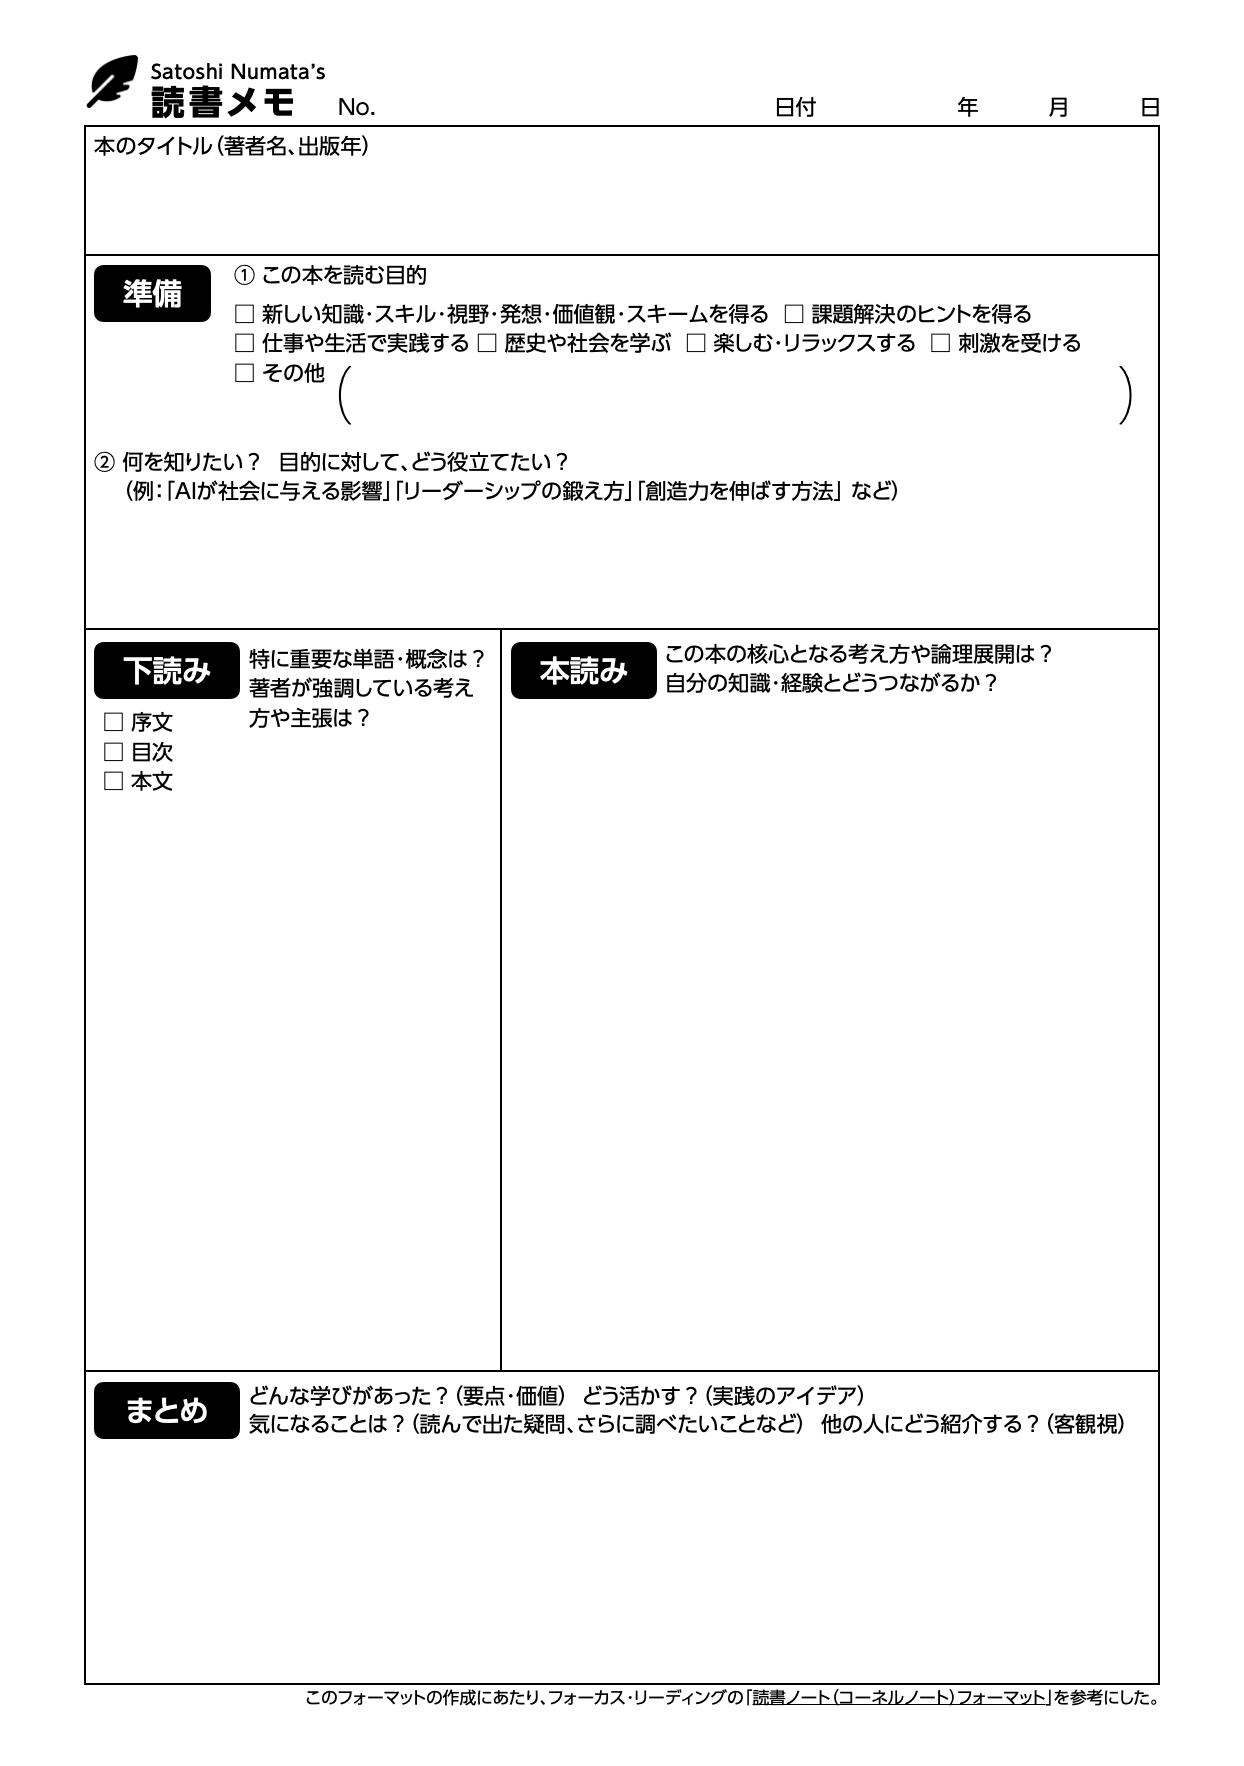 Satoshi Numata's
読書メモ No. 日付 年 月 日
本のタイトル（著者名、出版年）
準備
① この本を読む目的
□ 新しい知識・スキル・視野・発想・価値観・スキームを得る □ 課題解決のヒントを得る
□ 仕事や生活で実践する □ 歴史や社会を学ぶ □ 楽しむ・リラックスする □ 刺激を受ける
□ その他 （ ）
② 何を知りたい？ 目的に対して、どう役立てたい？
（例：「AIが社会に与える影響」「リーダーシップの鍛え方」「創造力を伸ばす方法」 など）
下読み
特に重要な単語・概念は？
著者が強調している考え
方や主張は？
□ 序文
□ 目次
□ 本文
本読み
この本の核心となる考え方や論理展開は？
自分の知識・経験とどうつながるか？
まとめ
どんな学びがあった？（要点・価値） どう活かす？（実践のアイデア）
気になることは？（読んで出た疑問、さらに調べたいことなど） 他の人にどう紹介する？（客観視）
このフォーマットの作成にあたり、フォーカス・リーディングの「読書ノート（コーネルノート）フォーマット」を参考にした。